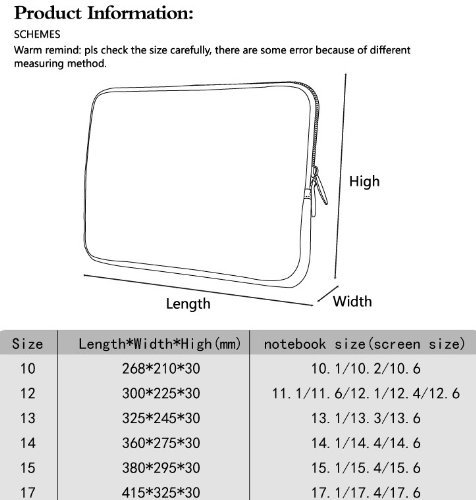 Product Information:
SCHEMES
Warm remind: pls check the size carefully, there are some error because of different
measuring method.
High
Width
Length
Size Length*Width*High(mm) notebook size(screen size)
10 268*210*30 10.1/10.2/10.6
12 300*225*30 11.1/11.6/12.1/12.4/12.6
13 325*245*30 13.1/13.3/13.6
14 360*275*30 14.1/14.4/14.6
15 380*295*30 15.1/15.4/15.6
17 415*325*30 17.1/17.4/17.6